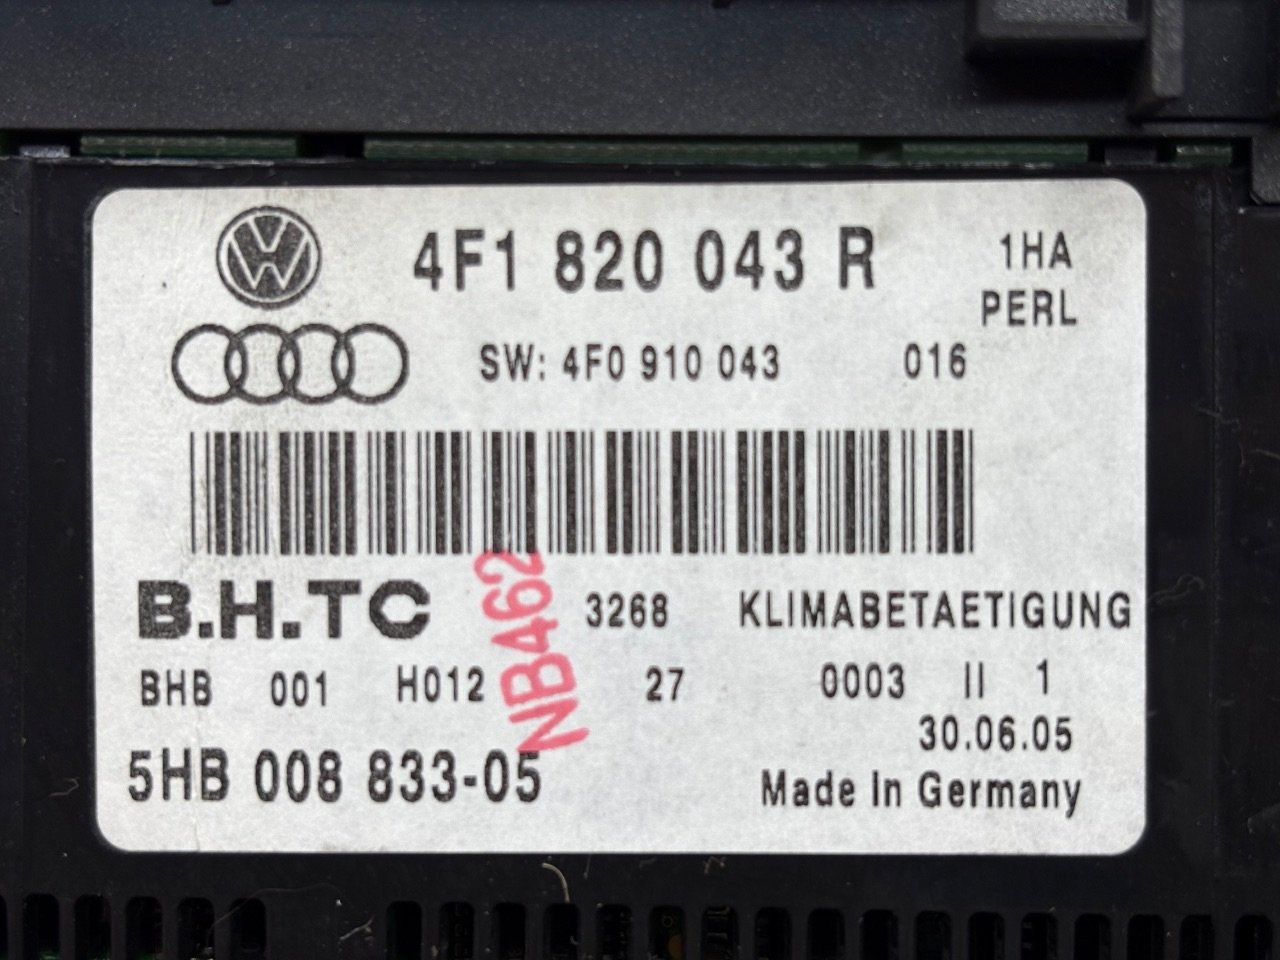 4F1 820 043 R 1HA
PERL
SW: 4F0 910 043 016
B.H.TC 3268 KLIMABETAETIGUNG
NB462
BHB 001 H012 27 0003 II 1
30.06.05
5HB 008 833-05 Made In Germany